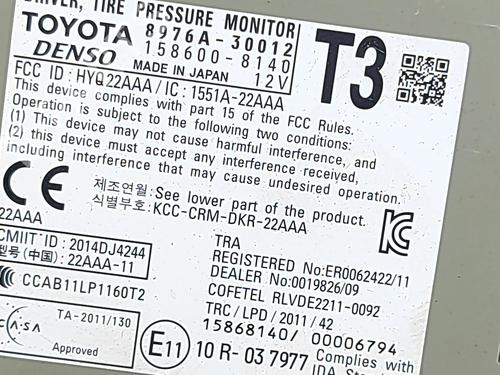 DRIVER, TIRE PRESSURE MONITOR
TOYOTA 8976A-30012
DENSO 158600-8140
MADE IN JAPAN 12V
T3
FCC ID : HYQ22AAA / IC : 1551A-22AAA
This device complies with part 15 of the FCC Rules.
Operation is subject to the following two conditions:
(1) This device may not cause harmful interference, and
(2) this device must accept any interference received,
including interference that may cause undesired operation.
CE
제조연월: See lower part of the product.
식별부호: KCC-CRM-DKR-22AAA
22AAA
CMIIT ID : 2014DJ4244
型号(中国): 22AAA-11
CCAB11LP1160T2
TRA
REGISTERED No:ER0062422/11
DEALER No:0019826/09
COFETEL RLVDE2211-0092
TRC / LPD / 2011 / 42
15868140/ 00006794
TA-2011/130
Approved
E11 10 R- 03 7977
Complies with
IDA Stand